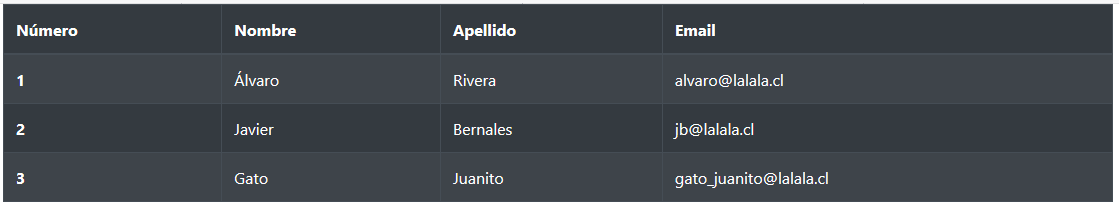 Número Nombre Apellido Email
1 Álvaro Rivera alvaro@lalala.cl
2 Javier Bernales jb@lalala.cl
3 Gato Juanito gato_juanito@lalala.cl